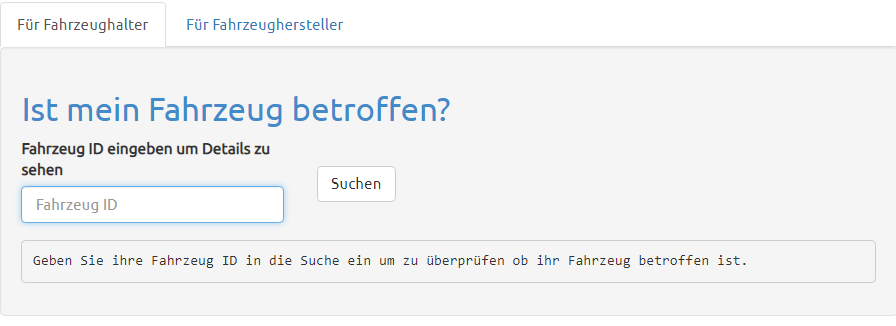 Für Fahrzeughalter
Für Fahrzeughersteller
Ist mein Fahrzeug betroffen?
Fahrzeug ID eingeben um Details zu
sehen
Suchen
Fahrzeug ID
Geben Sie ihre Fahrzeug ID in die Suche ein um zu überprüfen ob ihr Fahrzeug betroffen ist.